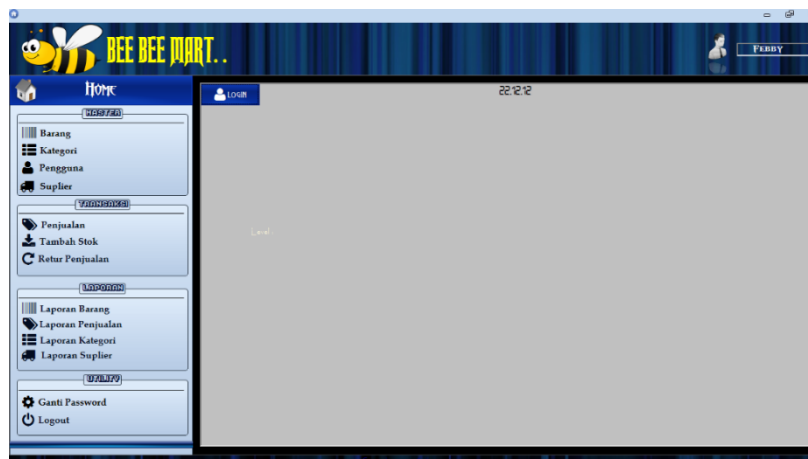 BEE BEE MART..
FEBBY
HOME
LOGIN
22:12:12
MASTER
Barang
Kategori
Pengguna
Suplier
TRANSAKSI
Penjualan
Tambah Stok
Retur Penjualan
Level
LAPORAN
Laporan Barang
Laporan Penjualan
Laporan Kategori
Laporan Suplier
UTILITY
Ganti Password
Logout